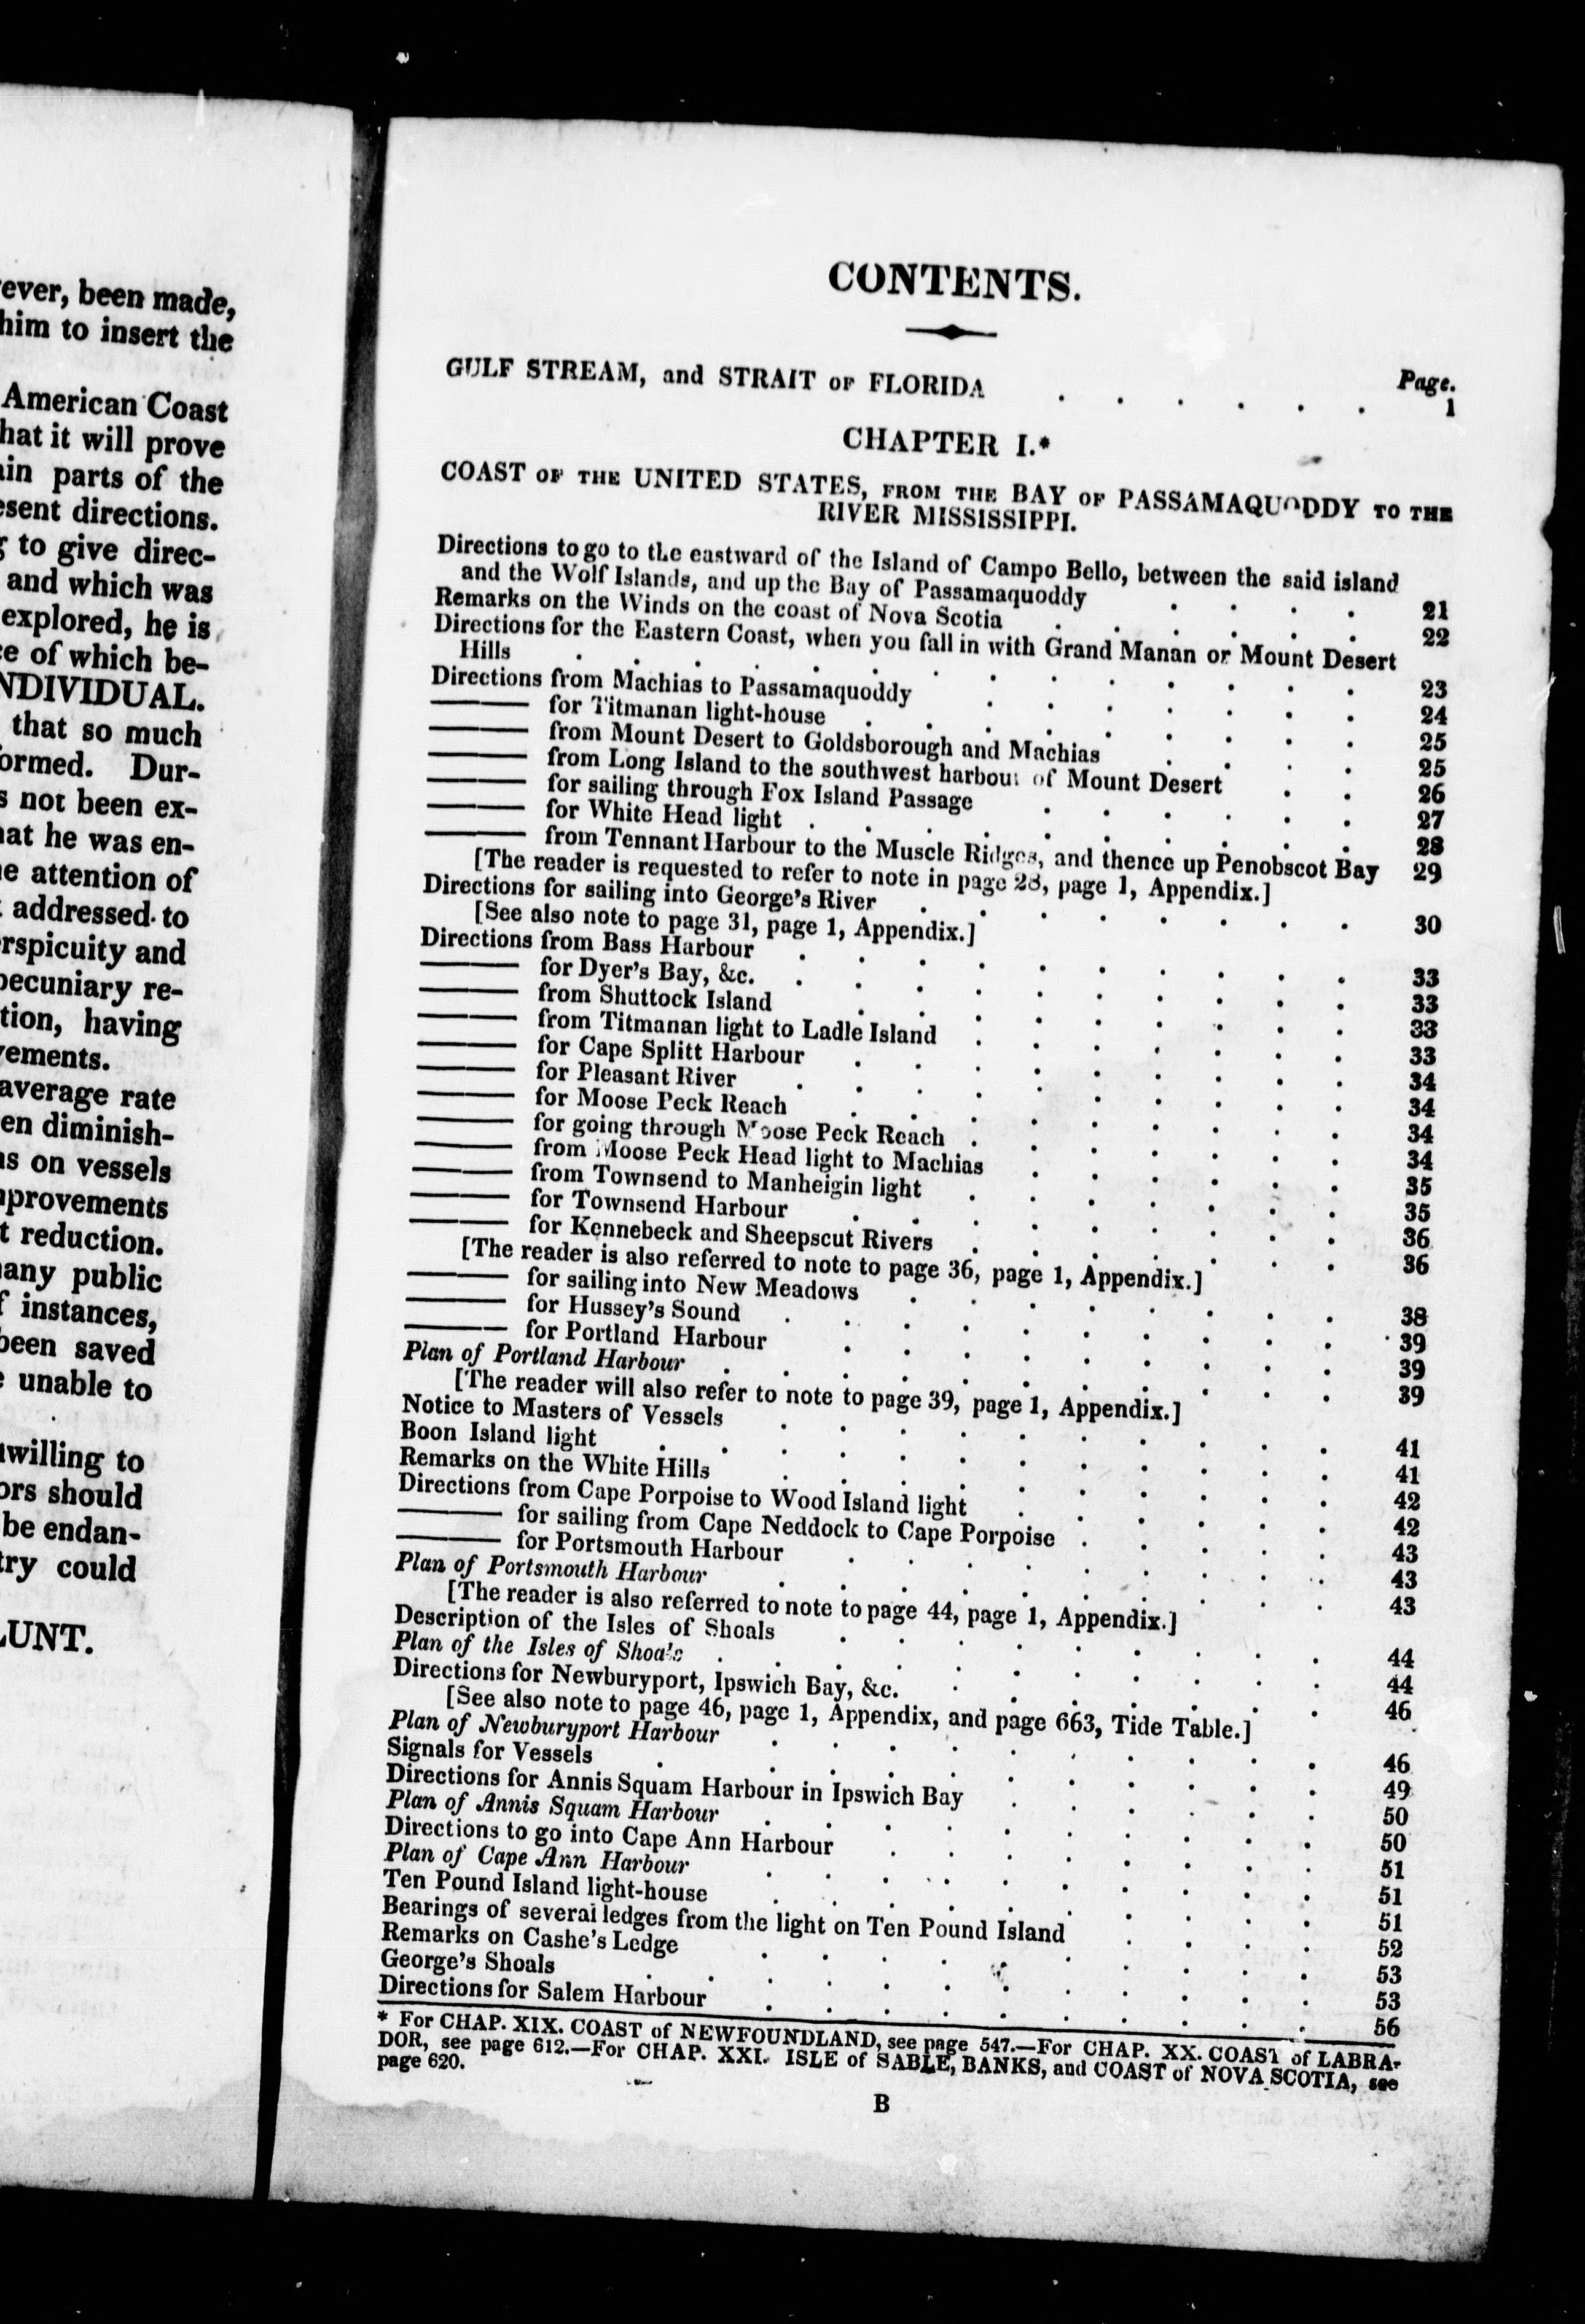 ever, been made,
him to insert the
American Coast
hat it will prove
ain parts of the
esent directions.
g to give direc-
and which was
explored, he is
ce of which be-
NDIVIDUAL.
that so much
ormed. Dur-
s not been ex-
hat he was en-
e attention of
addressed to
rspicuity and
pecuniary re-
tion, having
vements.
average rate
en diminish-
ns on vessels
mprovements
t reduction.
many public
f instances,
been saved
e unable to
nwilling to
ors should
be endan-
try could
LUNT.
CONTENTS.
Page.
GULF STREAM, and STRAIT OF FLORIDA . . . . . . 1
CHAPTER I.*
COAST OF THE UNITED STATES, FROM THE BAY OF PASSAMAQUODDY TO THE
RIVER MISSISSIPPI.
Directions to go to the eastward of the Island of Campo Bello, between the said island
and the Wolf Islands, and up the Bay of Passamaquoddy . . . . 21
Remarks on the Winds on the coast of Nova Scotia . . . . . . 22
Directions for the Eastern Coast, when you fall in with Grand Manan or Mount Desert
Hills . . . . . . . . . . . . . . 23
Directions from Machias to Passamaquoddy . . . . . . . 24
——— for Titmanan light-house . . . . . . . . . 25
——— from Mount Desert to Goldsborough and Machias . . . . 25
——— from Long Island to the southwest harbour of Mount Desert . . 26
——— for sailing through Fox Island Passage . . . . . . 27
——— for White Head light . . . . . . . . . . 28
——— from Tennant Harbour to the Muscle Ridges, and thence up Penobscot Bay 29
[The reader is requested to refer to note in page 28, page 1, Appendix.]
Directions for sailing into George's River . . . . . . . . 30
[See also note to page 31, page 1, Appendix.]
Directions from Bass Harbour . . . . . . . . . . 33
——— for Dyer's Bay, &c. . . . . . . . . . . 33
——— from Shuttock Island . . . . . . . . . 33
——— from Titmanan light to Ladle Island . . . . . . . 33
——— for Cape Splitt Harbour . . . . . . . . . 34
——— for Pleasant River . . . . . . . . . . 34
——— for Moose Peck Reach . . . . . . . . . 34
——— for going through Moose Peck Reach . . . . . . . 34
——— from Moose Peck Head light to Machias . . . . . . 35
——— from Townsend to Manheigin light . . . . . . . 35
——— for Townsend Harbour . . . . . . . . . 36
——— for Kennebeck and Sheepscut Rivers . . . . . . . 36
[The reader is also referred to note to page 36, page 1, Appendix.]
——— for sailing into New Meadows . . . . . . . . 38
——— for Hussey's Sound . . . . . . . . . . 39
——— for Portland Harbour . . . . . . . . . 39
Plan of Portland Harbour . . . . . . . . . . . 39
[The reader will also refer to note to page 39, page 1, Appendix.]
Notice to Masters of Vessels . . . . . . . . . . 41
Boon Island light . . . . . . . . . . . . 41
Remarks on the White Hills . . . . . . . . . . 42
Directions from Cape Porpoise to Wood Island light . . . . . . 42
——— for sailing from Cape Neddock to Cape Porpoise . . . . . 43
——— for Portsmouth Harbour . . . . . . . . . 43
Plan of Portsmouth Harbour . . . . . . . . . . 43
[The reader is also referred to note to page 44, page 1, Appendix.]
Description of the Isles of Shoals . . . . . . . . . 44
Plan of the Isles of Shoals . . . . . . . . . . . 44
Directions for Newburyport, Ipswich Bay, &c. . . . . . . . 46
[See also note to page 46, page 1, Appendix, and page 663, Tide Table.]
Plan of Newburyport Harbour . . . . . . . . . . 46
Signals for Vessels . . . . . . . . . . . . 49
Directions for Annis Squam Harbour in Ipswich Bay . . . . . . 50
Plan of Annis Squam Harbour . . . . . . . . . . 50
Directions to go into Cape Ann Harbour . . . . . . . . 51
Plan of Cape Ann Harbour . . . . . . . . . . 51
Ten Pound Island light-house . . . . . . . . . . 51
Bearings of several ledges from the light on Ten Pound Island . . . . 52
Remarks on Cashe's Ledge . . . . . . . . . . 53
George's Shoals . . . . . . . . . . . . 53
Directions for Salem Harbour . . . . . . . . . . 56
* For CHAP. XIX. COAST of NEWFOUNDLAND, see page 547.—For CHAP. XX. COAST of LABRA-
DOR, see page 612.—For CHAP. XXI. ISLE of SABLE, BANKS, and COAST of NOVA SCOTIA, see
page 620.
B